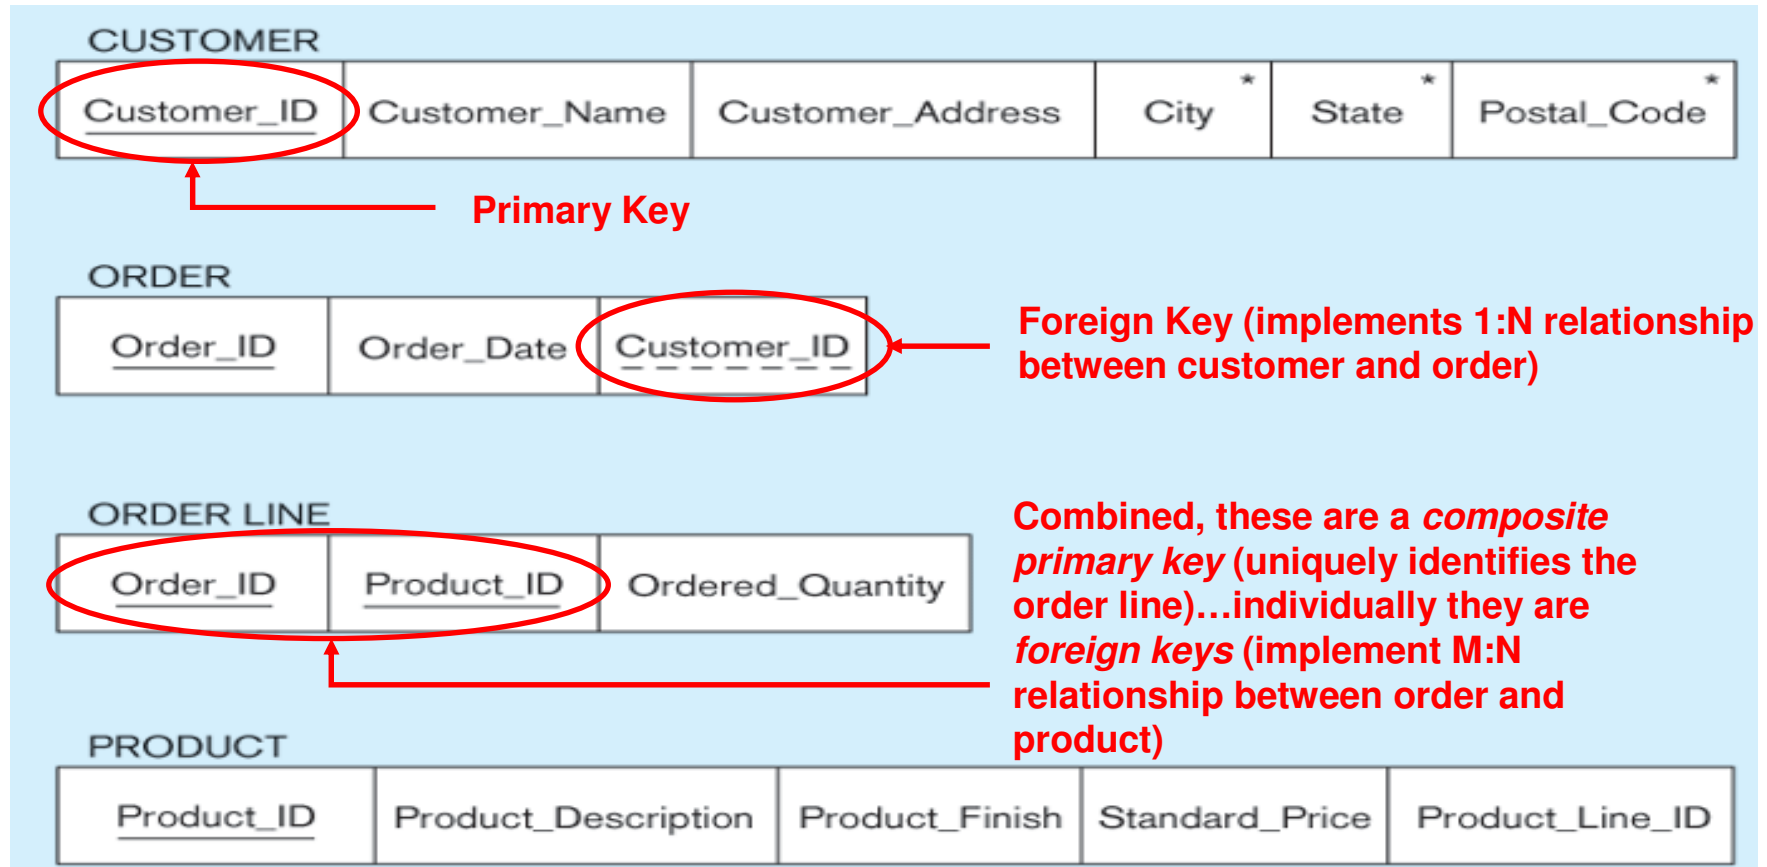 CUSTOMER
Customer_ID Customer_Name Customer_Address City * State * Postal_Code *
Primary Key
ORDER
Order_ID Order_Date Customer_ID
Foreign Key (implements 1:N relationship
between customer and order)
ORDER LINE
Order_ID Product_ID Ordered_Quantity
Combined, these are a composite
primary key (uniquely identifies the
order line)…individually they are
foreign keys (implement M:N
relationship between order and
product)
PRODUCT
Product_ID Product_Description Product_Finish Standard_Price Product_Line_ID